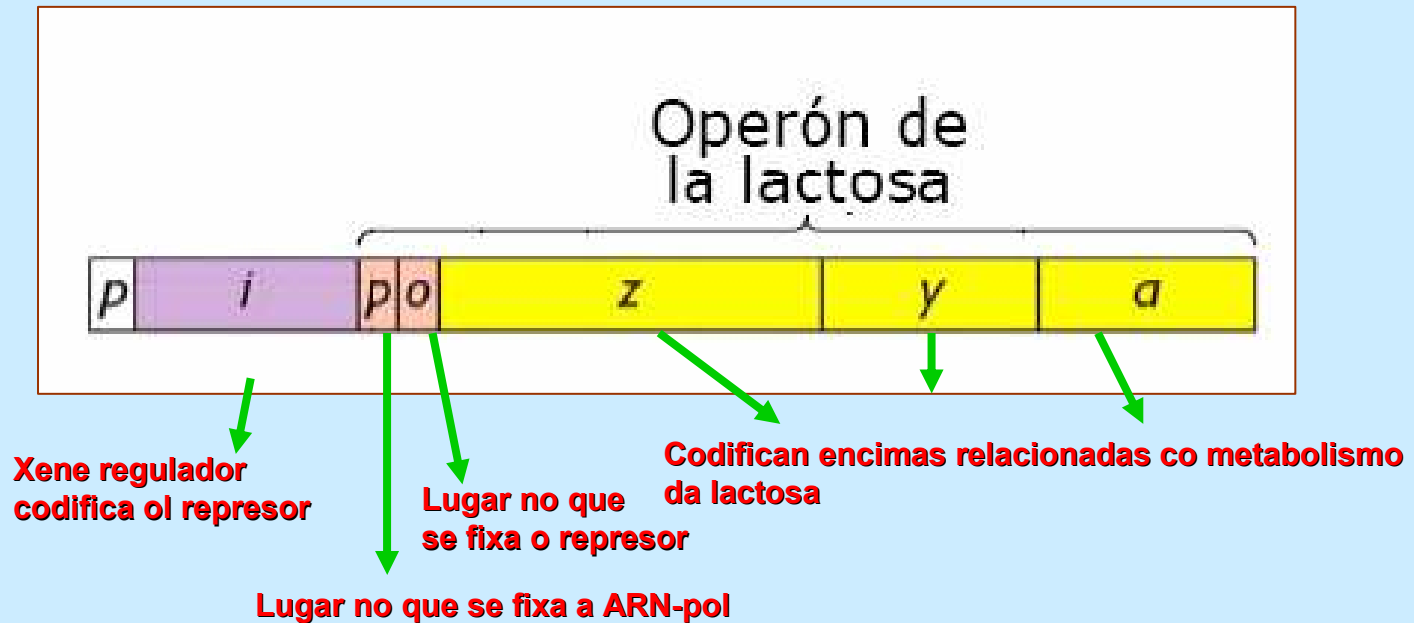 Operón de
la lactosa
p i p o z y a
Xene regulador
codifica ol represor
Lugar no que
se fixa o represor
Codifican encimas relacionadas co metabolismo
da lactosa
Lugar no que se fixa a ARN-pol